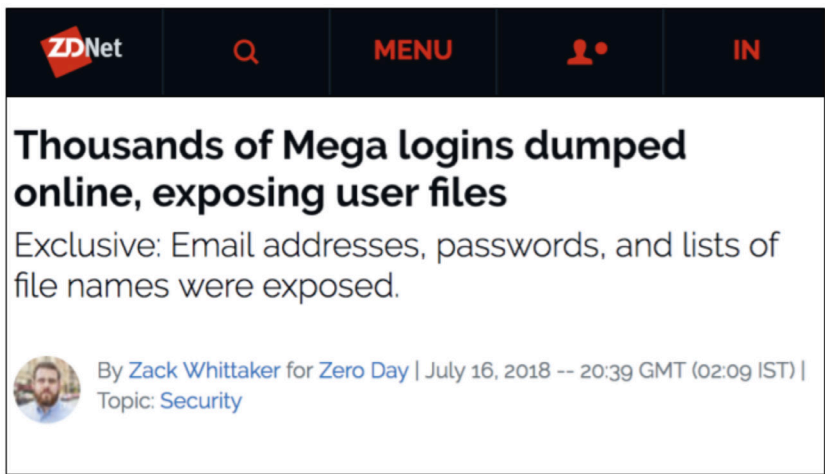 ZDNet
MENU
IN
Thousands of Mega logins dumped
online, exposing user files
Exclusive: Email addresses, passwords, and lists of
file names were exposed.
By Zack Whittaker for Zero Day | July 16, 2018 -- 20:39 GMT (02:09 IST) |
Topic: Security